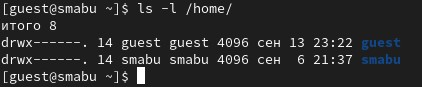 [guest@smabu ~]$ ls -l /home/
итого 8
drwx------. 14 guest guest 4096 сен 13 23:22 guest
drwx------. 14 smabu smabu 4096 сен  6 21:37 smabu
[guest@smabu ~]$